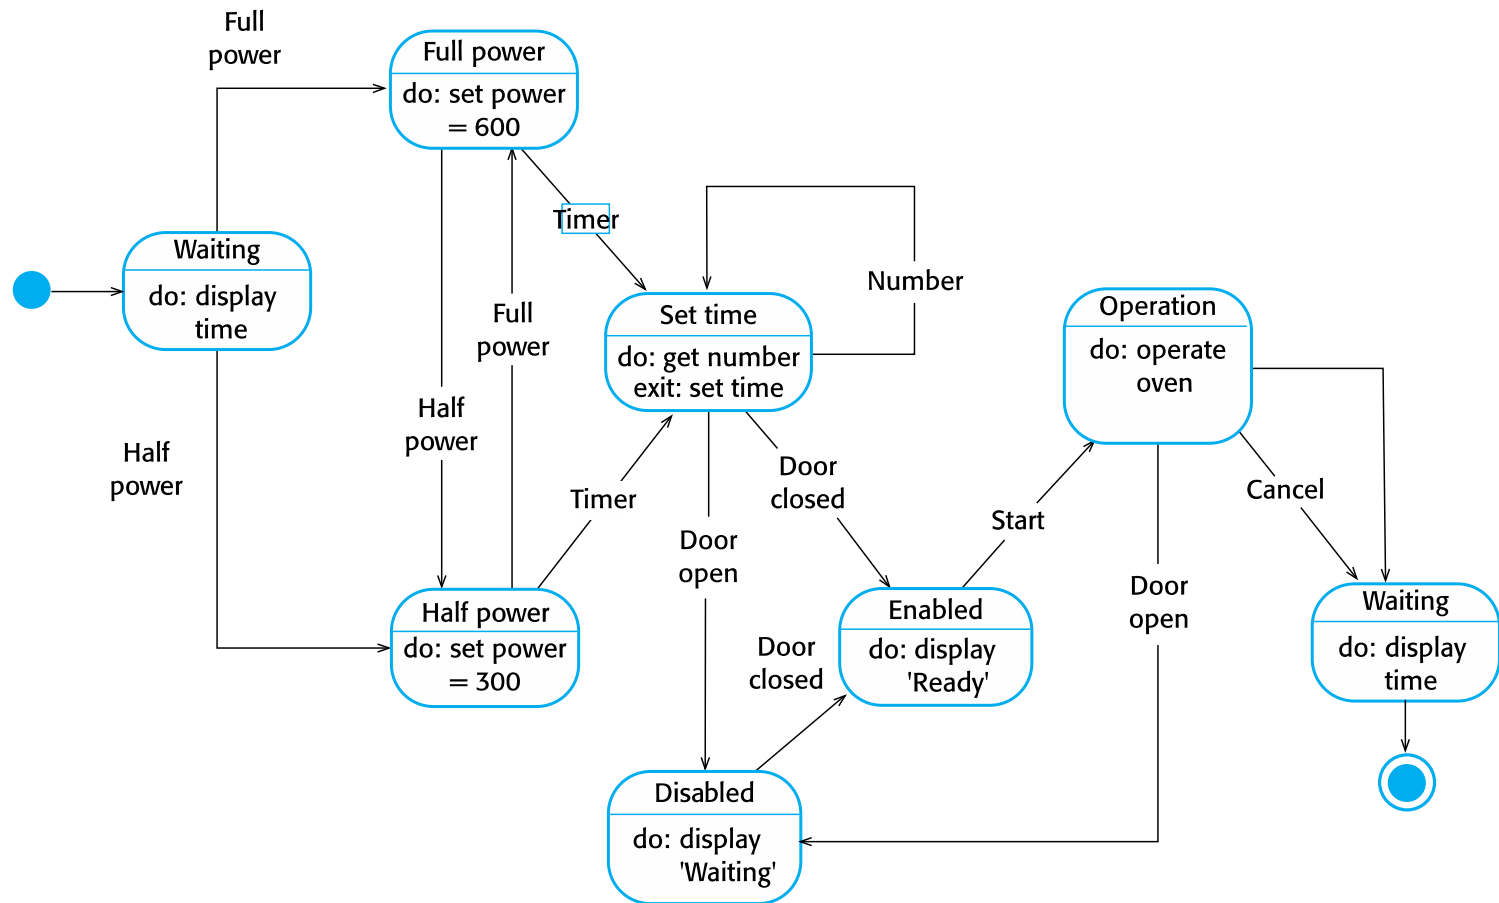 Full
power
Full power
do: set power
= 600
Timer
Waiting
do: display
time
Number
Full
power
Set time
do: get number
exit: set time
Operation
do: operate
oven
Half
power
Half
power
Timer
Door
closed
Door
open
Start
Cancel
Door
open
Half power
do: set power
= 300
Door
closed
Enabled
do: display
'Ready'
Waiting
do: display
time
Disabled
do: display
'Waiting'